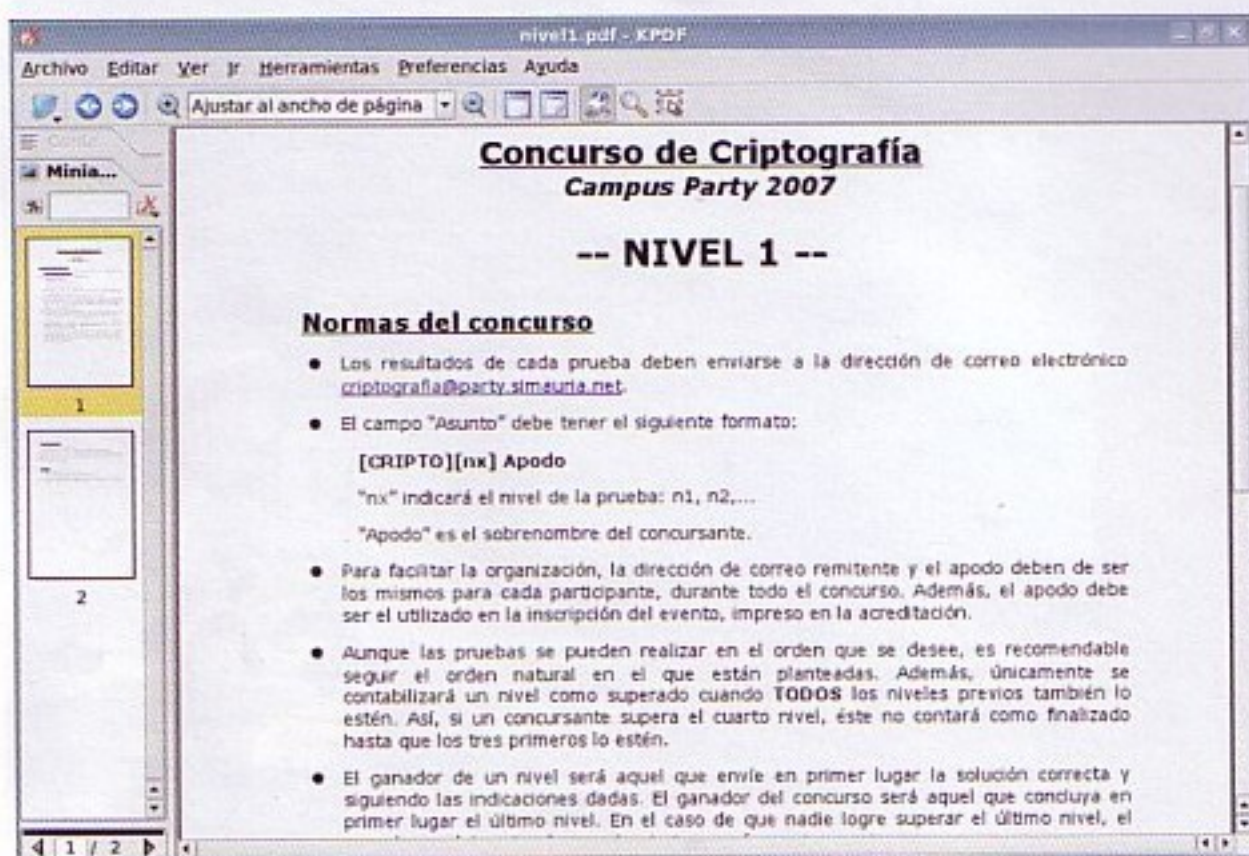 nivel1.pdf - KPDF
Archivo Editar Ver Ir Herramientas Preferencias Ayuda
Ajustar al ancho de página
Conte
Minia...
1
2
1 / 2
Concurso de Criptografía
Campus Party 2007
-- NIVEL 1 --
Normas del concurso
● Los resultados de cada prueba deben enviarse a la dirección de correo electrónico
criptografia@party.simauria.net.
● El campo "Asunto" debe tener el siguiente formato:
[CRIPTO][nx] Apodo
"nx" indicará el nivel de la prueba: n1, n2,...
"Apodo" es el sobrenombre del concursante.
● Para facilitar la organización, la dirección de correo remitente y el apodo deben de ser
los mismos para cada participante, durante todo el concurso. Además, el apodo debe
ser el utilizado en la inscripción del evento, impreso en la acreditación.
● Aunque las pruebas se pueden realizar en el orden que se desee, es recomendable
seguir el orden natural en el que están planteadas. Además, únicamente se
contabilizará un nivel como superado cuando TODOS los niveles previos también lo
estén. Así, si un concursante supera el cuarto nivel, éste no contará como finalizado
hasta que los tres primeros lo estén.
● El ganador de un nivel será aquel que envíe en primer lugar la solución correcta y
siguiendo las indicaciones dadas. El ganador del concurso será aquel que concluya en
primer lugar el último nivel. En el caso de que nadie logre superar el último nivel, el